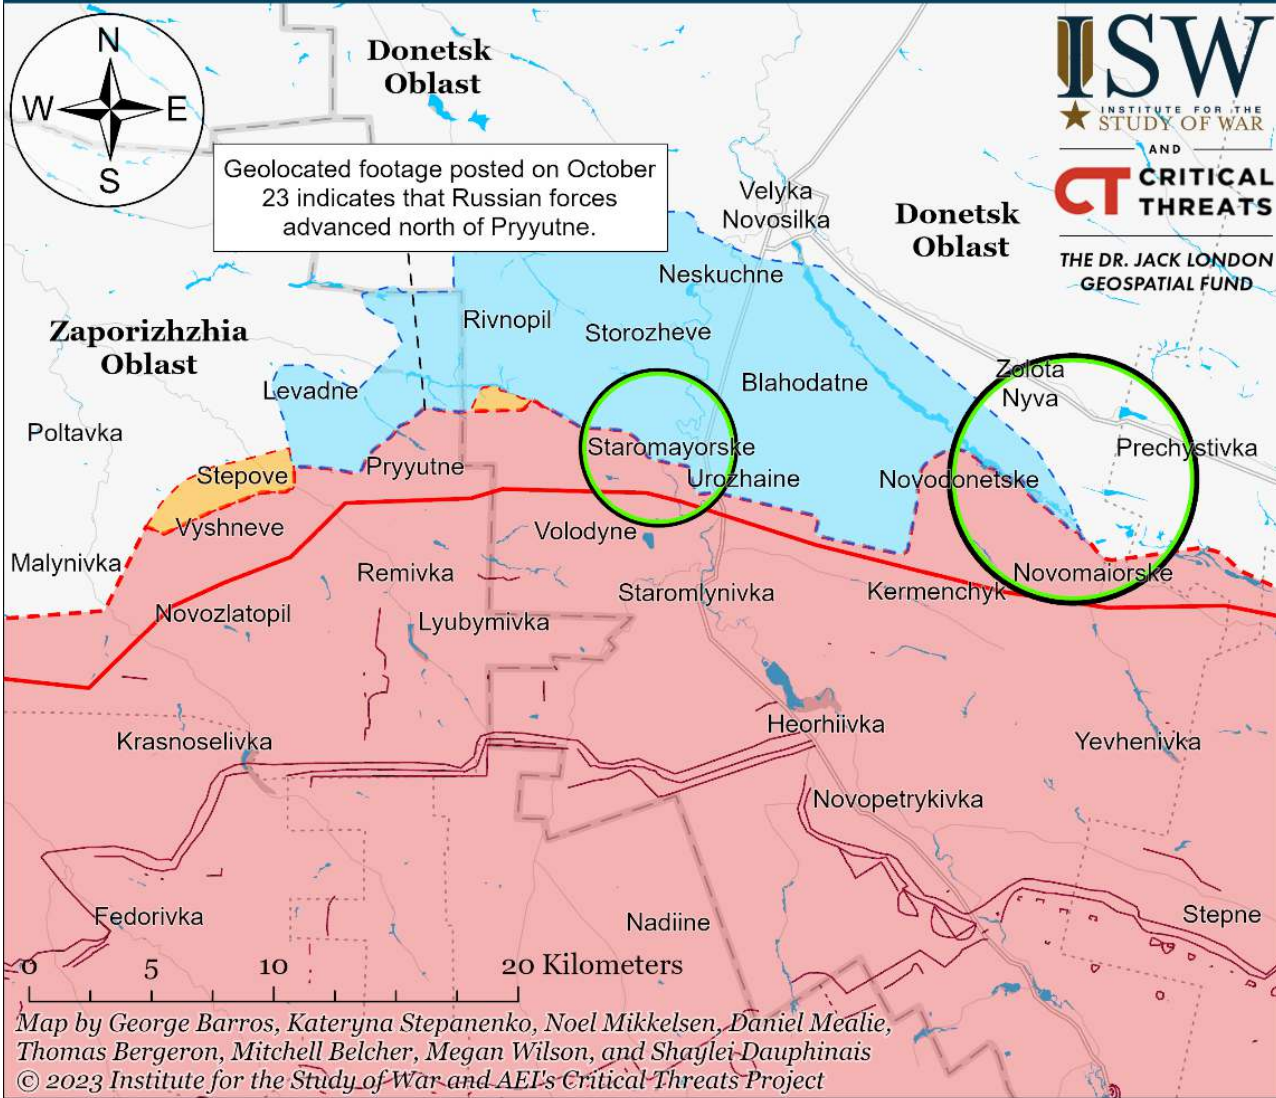 N
W
E
S
Donetsk
Oblast
ISW
INSTITUTE FOR THE
STUDY OF WAR
AND
CT CRITICAL
THREATS
THE DR. JACK LONDON
GEOSPATIAL FUND
Geolocated footage posted on October
23 indicates that Russian forces
advanced north of Pryyutne.
Velyka
Novosilka
Donetsk
Oblast
Neskuchne
Zaporizhzhia
Oblast
Rivnopil
Storozheve
Levadne
Blahodatne
Zolota
Nyva
Poltavka
Staromayorske
Prechystivka
Stepove
Pryyutne
Urozhaine
Novodonetske
Vyshneve
Volodyne
Malynivka
Remivka
Novomaiorske
Staromlynivka
Kermenchyk
Novozlatopil
Lyubymivka
Heorhiivka
Krasnoselivka
Yevhenivka
Novopetrykivka
Fedorivka
Nadiine
Stepne
0 5 10 20 Kilometers
Map by George Barros, Kateryna Stepanenko, Noel Mikkelsen, Daniel Mealie,
Thomas Bergeron, Mitchell Belcher, Megan Wilson, and Shaylei Dauphinais
© 2023 Institute for the Study of War and AEI's Critical Threats Project